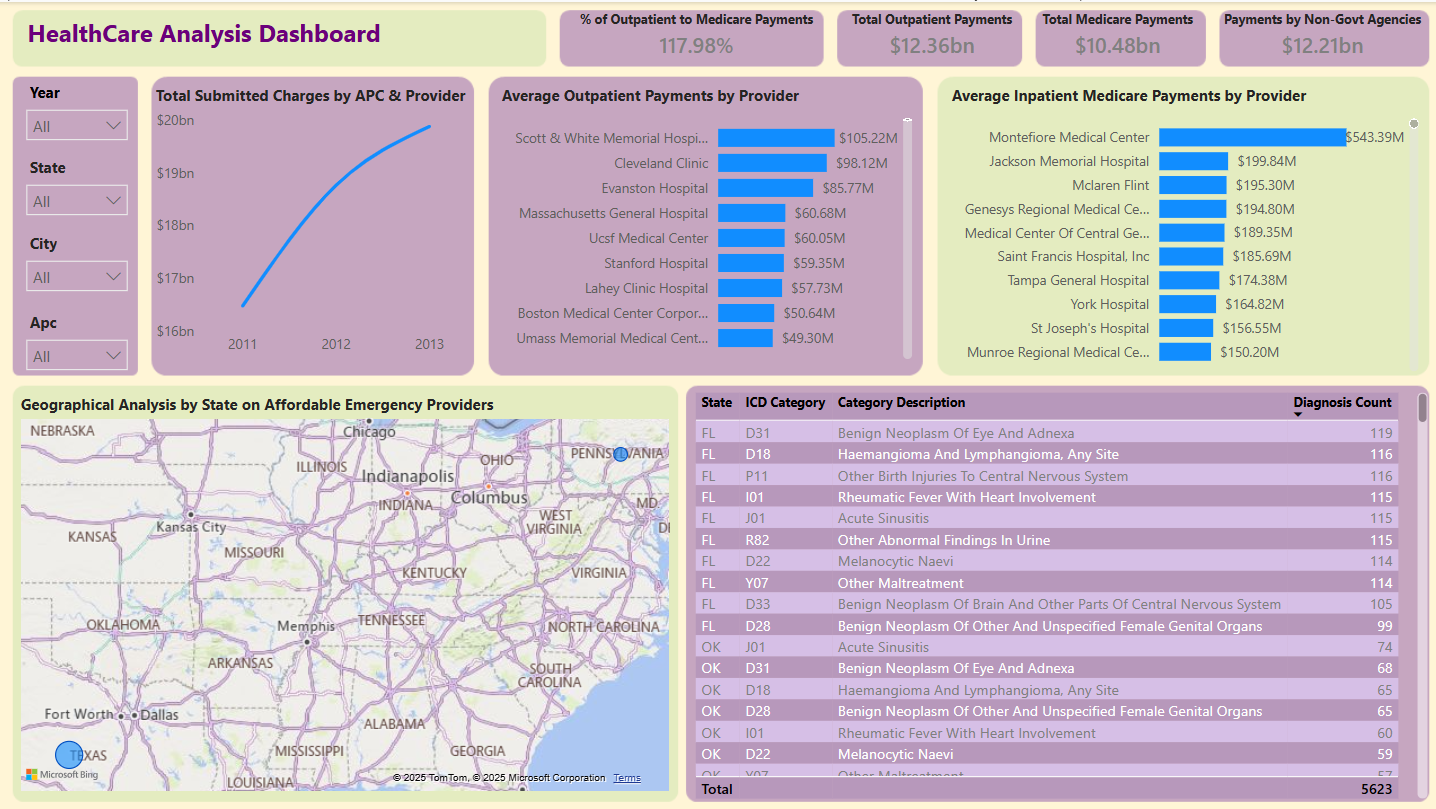 HealthCare Analysis Dashboard
% of Outpatient to Medicare Payments
117.98%
Total Outpatient Payments
$12.36bn
Total Medicare Payments
$10.48bn
Payments by Non-Govt Agencies
$12.21bn
Year
All
State
All
City
All
Apc
All
Total Submitted Charges by APC & Provider
$20bn
$19bn
$18bn
$17bn
$16bn
2011 2012 2013
Average Outpatient Payments by Provider
Scott & White Memorial Hospi... $105.22M
Cleveland Clinic $98.12M
Evanston Hospital $85.77M
Massachusetts General Hospital $60.68M
Ucsf Medical Center $60.05M
Stanford Hospital $59.35M
Lahey Clinic Hospital $57.73M
Boston Medical Center Corpor... $50.64M
Umass Memorial Medical Cent... $49.30M
Average Inpatient Medicare Payments by Provider
Montefiore Medical Center $543.39M
Jackson Memorial Hospital $199.84M
Mclaren Flint $195.30M
Genesys Regional Medical Ce... $194.80M
Medical Center Of Central Ge... $189.35M
Saint Francis Hospital, Inc $185.69M
Tampa General Hospital $174.38M
York Hospital $164.82M
St Joseph's Hospital $156.55M
Munroe Regional Medical Ce... $150.20M
Geographical Analysis by State on Affordable Emergency Providers
NEBRASKA
Chicago
ILLINOIS
OHIO
PENNSYLVANIA
Indianapolis
Columbus
INDIANA
MD
Kansas City
WEST
VIRGINIA
KANSAS
MISSOURI
KENTUCKY
VIRGINIA
OKLAHOMA
Memphis
TENNESSEE
NORTH CAROLINA
ARKANSAS
SOUTH
CAROLINA
Fort Worth
Dallas
ALABAMA
TEXAS
MISSISSIPPI
GEORGIA
Microsoft Bing
LOUISIANA
© 2025 TomTom, © 2025 Microsoft Corporation Terms
State ICD Category Category Description Diagnosis Count
FL D31 Benign Neoplasm Of Eye And Adnexa 119
FL D18 Haemangioma And Lymphangioma, Any Site 116
FL P11 Other Birth Injuries To Central Nervous System 116
FL I01 Rheumatic Fever With Heart Involvement 115
FL J01 Acute Sinusitis 115
FL R82 Other Abnormal Findings In Urine 115
FL D22 Melanocytic Naevi 114
FL Y07 Other Maltreatment 114
FL D33 Benign Neoplasm Of Brain And Other Parts Of Central Nervous System 105
FL D28 Benign Neoplasm Of Other And Unspecified Female Genital Organs 99
OK J01 Acute Sinusitis 74
OK D31 Benign Neoplasm Of Eye And Adnexa 68
OK D18 Haemangioma And Lymphangioma, Any Site 65
OK D28 Benign Neoplasm Of Other And Unspecified Female Genital Organs 65
OK I01 Rheumatic Fever With Heart Involvement 60
OK D22 Melanocytic Naevi 59
OK Y07 Other Maltreatment 57
Total 5623